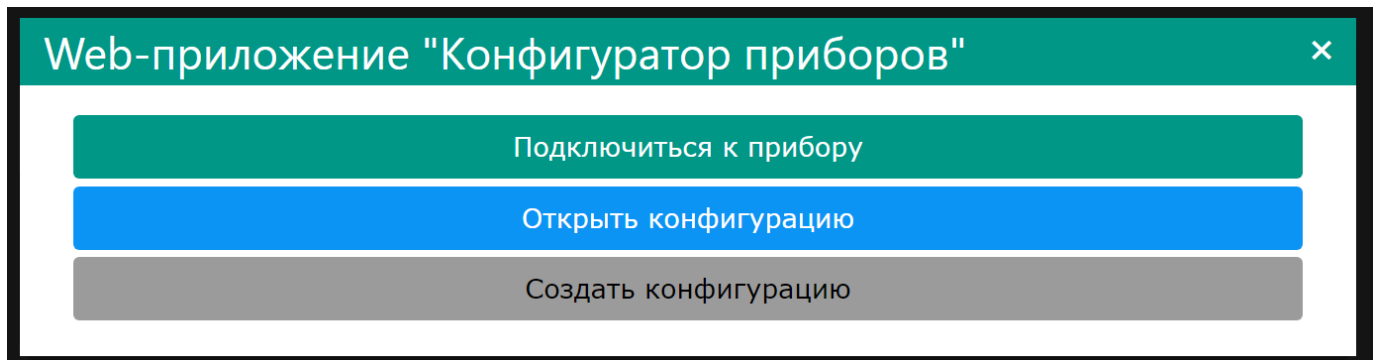 Web-приложение "Конфигуратор приборов" ×
Подключиться к прибору
Открыть конфигурацию
Создать конфигурацию